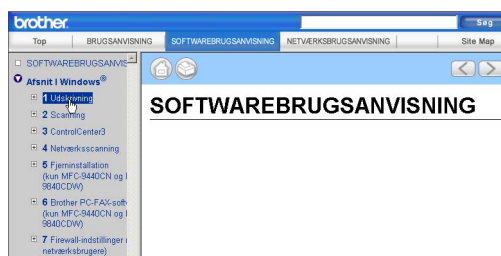 brother
Søg
Top BRUGSANVISNING SOFTWAREBRUGSANVISNING NETVÆRKSBRUGSANVISNING Site Map
SOFTWAREBRUGSANVIS
Afsnit I Windows®
1 Udskrivning
2 Scanning
3 ControlCenter3
4 Netværksscanning
5 Fjerninstallation
(kun MFC-9440CN og
9840CDW)
6 Brother PC-FAX-soft
(kun MFC-9440CN og
9840CDW)
7 Firewall-indstillinger
netværksbrugere)
SOFTWAREBRUGSANVISNING